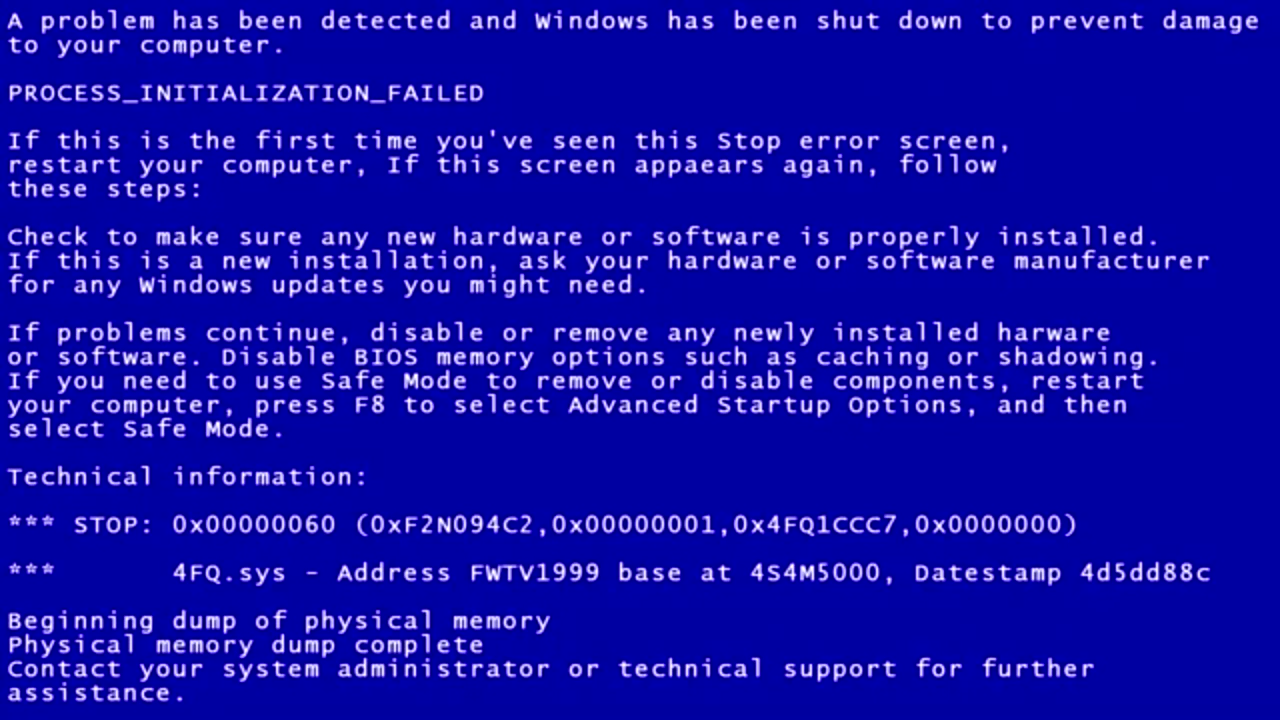 A problem has been detected and Windows has been shut down to prevent damage
to your computer.
PROCESS_INITIALIZATION_FAILED
If this is the first time you've seen this Stop error screen,
restart your computer, If this screen appaears again, follow
these steps:
Check to make sure any new hardware or software is properly installed.
If this is a new installation, ask your hardware or software manufacturer
for any Windows updates you might need.
If problems continue, disable or remove any newly installed harware
or software. Disable BIOS memory options such as caching or shadowing.
If you need to use Safe Mode to remove or disable components, restart
your computer, press F8 to select Advanced Startup Options, and then
select Safe Mode.
Technical information:
*** STOP: 0x00000060 (0xF2N094C2,0x00000001,0x4FQ1CCC7,0x0000000)
*** 4FQ.sys - Address FWTV1999 base at 4S4M5000, Datestamp 4d5dd88c
Beginning dump of physical memory
Physical memory dump complete
Contact your system administrator or technical support for further
assistance.